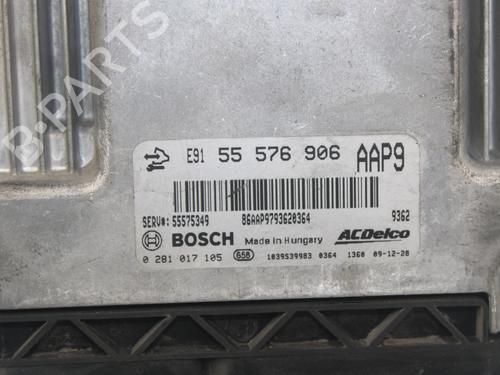 B-PARTS
E91 55 576 906 AAP9
SERV#: 55575349 86AAP9793620364 9362
BOSCH Made in Hungary ACDelco
0 281 017 105 658 1039S39983 0364 1360 09-12-28